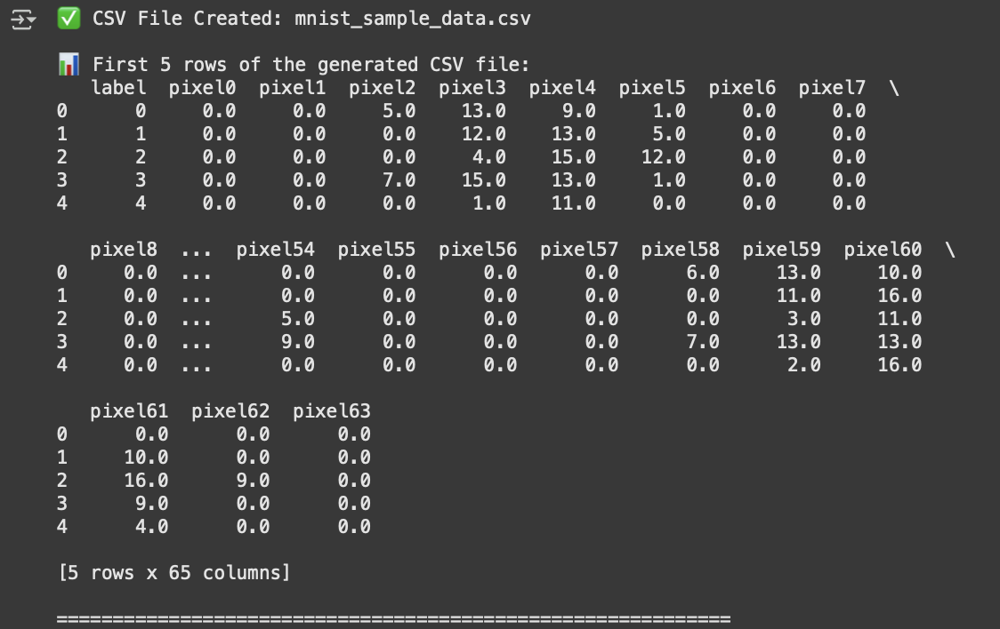 ✅ CSV File Created: mnist_sample_data.csv
📊 First 5 rows of the generated CSV file:
   label  pixel0  pixel1  pixel2  pixel3  pixel4  pixel5  pixel6  pixel7  \
0      0     0.0     0.0     5.0    13.0     9.0     1.0     0.0     0.0
1      1     0.0     0.0     0.0    12.0    13.0     5.0     0.0     0.0
2      2     0.0     0.0     0.0     4.0    15.0    12.0     0.0     0.0
3      3     0.0     0.0     7.0    15.0    13.0     1.0     0.0     0.0
4      4     0.0     0.0     0.0     1.0    11.0     0.0     0.0     0.0
   pixel8  ...  pixel54  pixel55  pixel56  pixel57  pixel58  pixel59  pixel60  \
0     0.0  ...      0.0      0.0      0.0      0.0      6.0     13.0     10.0
1     0.0  ...      0.0      0.0      0.0      0.0      0.0     11.0     16.0
2     0.0  ...      5.0      0.0      0.0      0.0      0.0      3.0     11.0
3     0.0  ...      9.0      0.0      0.0      0.0      7.0     13.0     13.0
4     0.0  ...      0.0      0.0      0.0      0.0      0.0      2.0     16.0
   pixel61  pixel62  pixel63
0      0.0      0.0      0.0
1     10.0      0.0      0.0
2     16.0      9.0      0.0
3      9.0      0.0      0.0
4      4.0      0.0      0.0
[5 rows x 65 columns]
============================================================